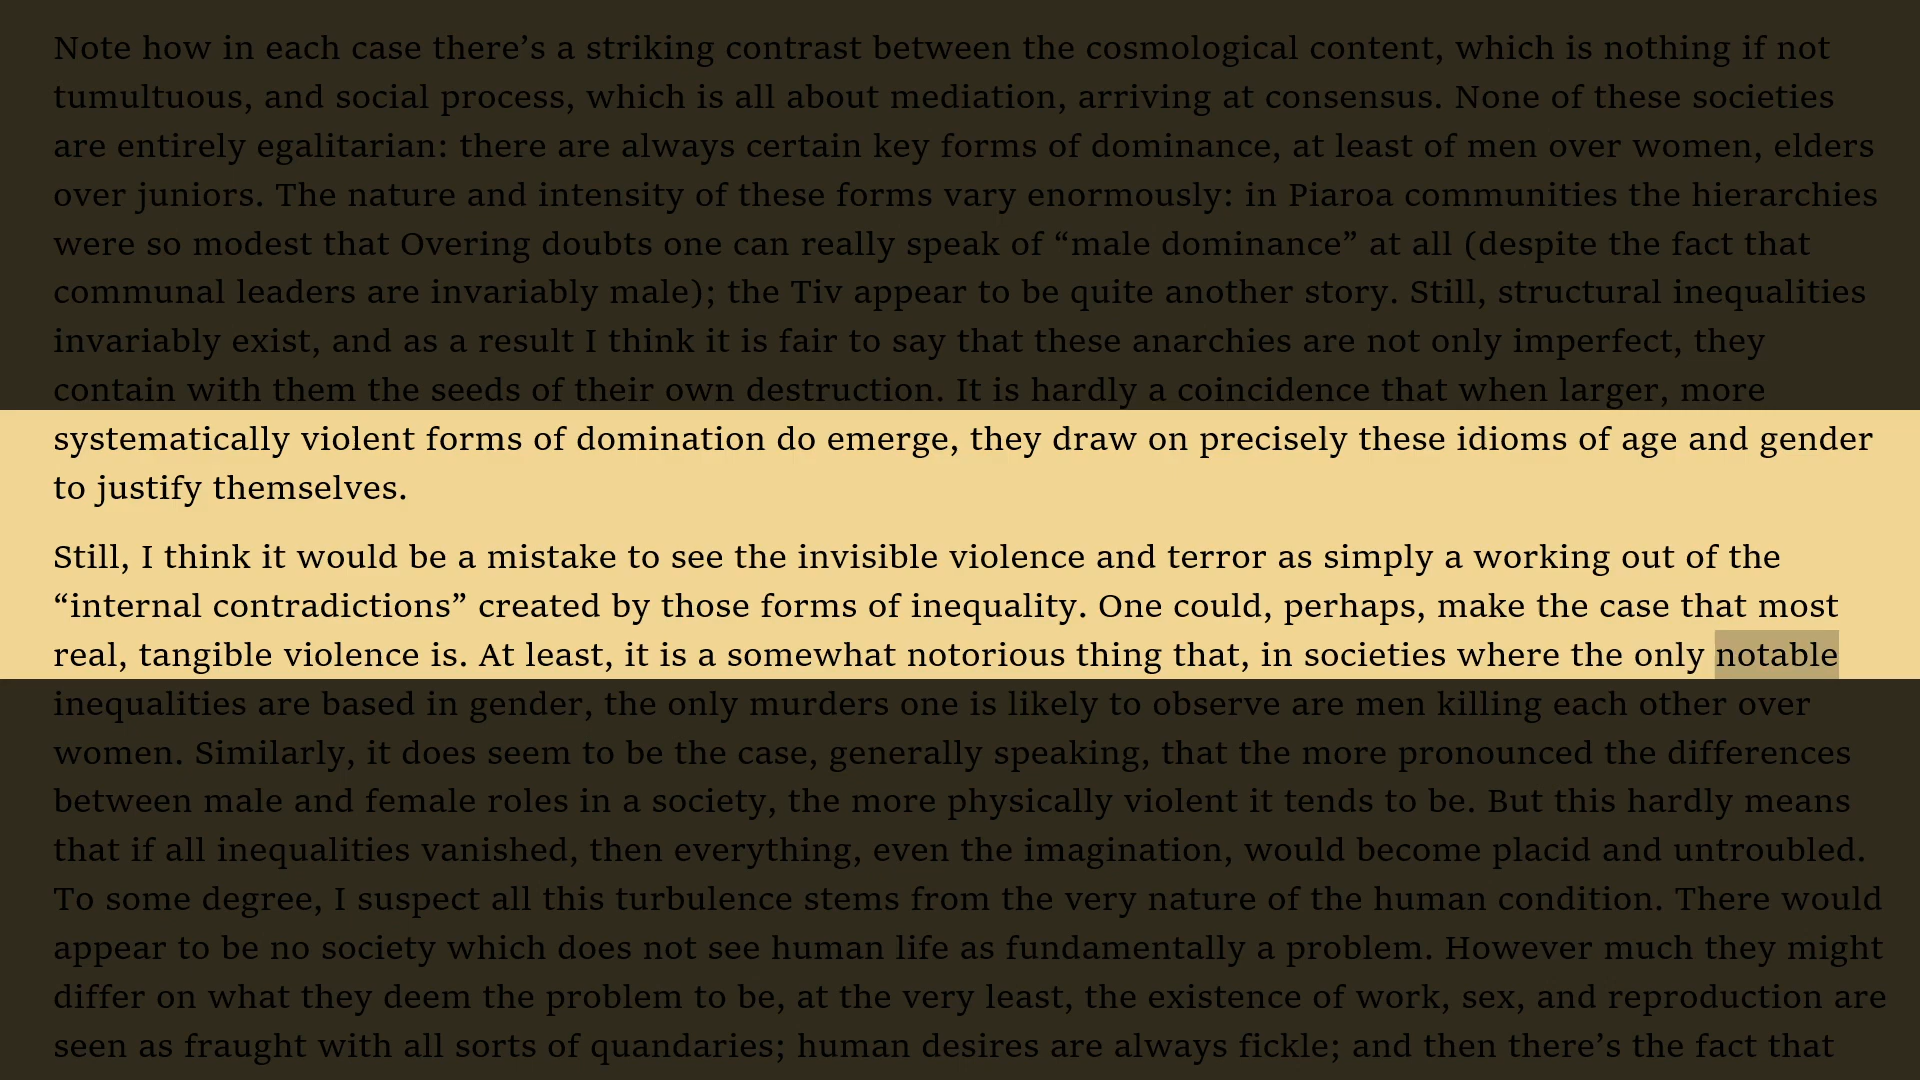 Note how in each case there’s a striking contrast between the cosmological content, which is nothing if not
tumultuous, and social process, which is all about mediation, arriving at consensus. None of these societies
are entirely egalitarian: there are always certain key forms of dominance, at least of men over women, elders
over juniors. The nature and intensity of these forms vary enormously: in Piaroa communities the hierarchies
were so modest that Overing doubts one can really speak of “male dominance” at all (despite the fact that
communal leaders are invariably male); the Tiv appear to be quite another story. Still, structural inequalities
invariably exist, and as a result I think it is fair to say that these anarchies are not only imperfect, they
contain with them the seeds of their own destruction. It is hardly a coincidence that when larger, more
systematically violent forms of domination do emerge, they draw on precisely these idioms of age and gender
to justify themselves.
Still, I think it would be a mistake to see the invisible violence and terror as simply a working out of the
“internal contradictions” created by those forms of inequality. One could, perhaps, make the case that most
real, tangible violence is. At least, it is a somewhat notorious thing that, in societies where the only notable
inequalities are based in gender, the only murders one is likely to observe are men killing each other over
women. Similarly, it does seem to be the case, generally speaking, that the more pronounced the differences
between male and female roles in a society, the more physically violent it tends to be. But this hardly means
that if all inequalities vanished, then everything, even the imagination, would become placid and untroubled.
To some degree, I suspect all this turbulence stems from the very nature of the human condition. There would
appear to be no society which does not see human life as fundamentally a problem. However much they might
differ on what they deem the problem to be, at the very least, the existence of work, sex, and reproduction are
seen as fraught with all sorts of quandaries; human desires are always fickle; and then there’s the fact that